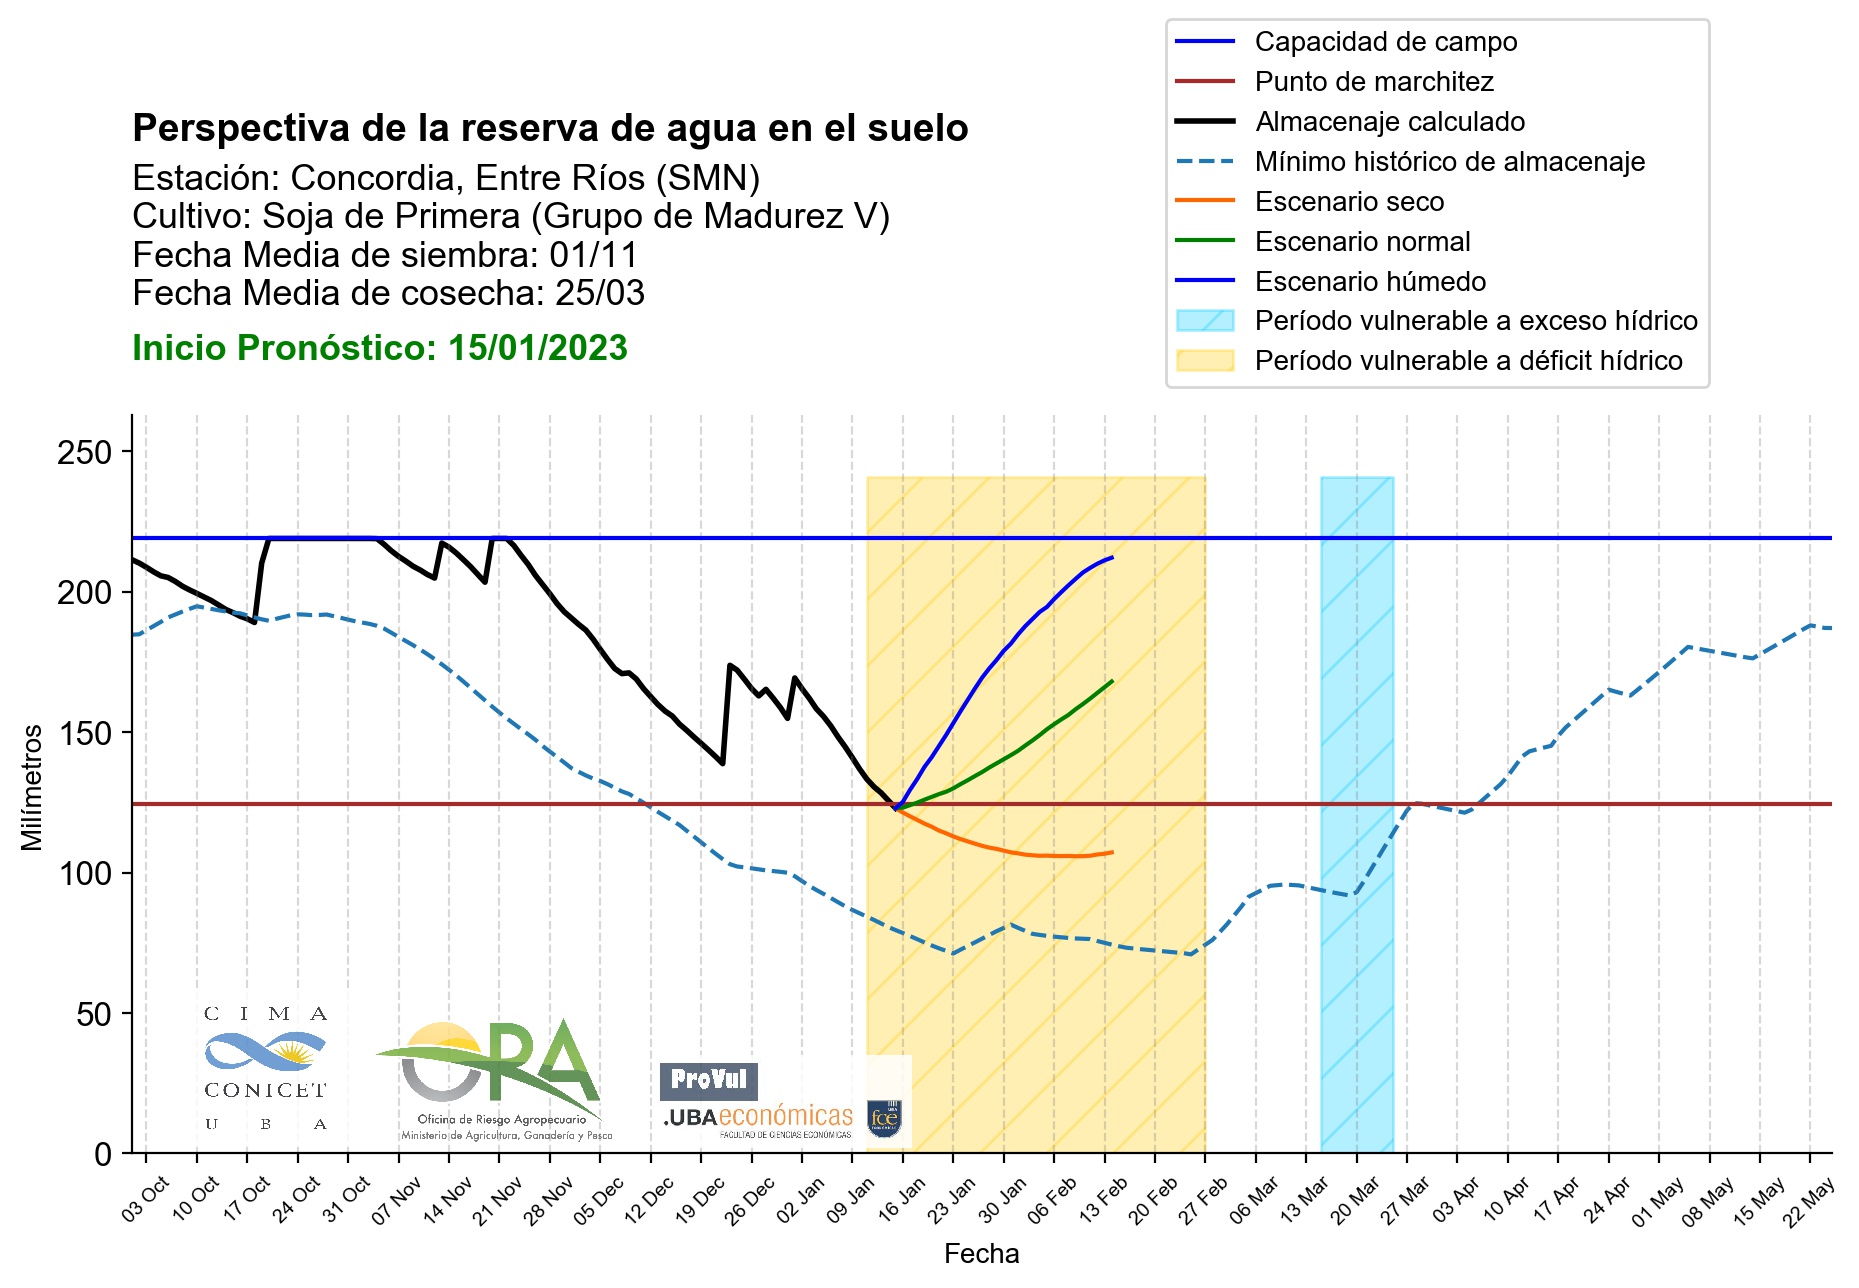 Capacidad de campo
Punto de marchitez
Almacenaje calculado
Mínimo histórico de almacenaje
Escenario seco
Escenario normal
Escenario húmedo
Período vulnerable a exceso hídrico
Período vulnerable a déficit hídrico
Perspectiva de la reserva de agua en el suelo
Estación: Concordia, Entre Ríos (SMN)
Cultivo: Soja de Primera (Grupo de Madurez V)
Fecha Media de siembra: 01/11
Fecha Media de cosecha: 25/03
Inicio Pronóstico: 15/01/2023
Milímetros
250
200
150
100
50
0
CIMA
CONICET
UBA
ORA
Oficina de Riesgo Agropecuario
Ministerio de Agricultura, Ganadería y Pesca
ProVul
.UBAeconómicas
FACULTAD DE CIENCIAS ECONÓMICAS
UBA
fce
ECONÓMICAS
03 Oct
10 Oct
17 Oct
24 Oct
31 Oct
07 Nov
14 Nov
21 Nov
28 Nov
05 Dec
12 Dec
19 Dec
26 Dec
02 Jan
09 Jan
16 Jan
23 Jan
30 Jan
06 Feb
13 Feb
20 Feb
27 Feb
06 Mar
13 Mar
20 Mar
27 Mar
03 Apr
10 Apr
17 Apr
24 Apr
01 May
08 May
15 May
22 May
Fecha